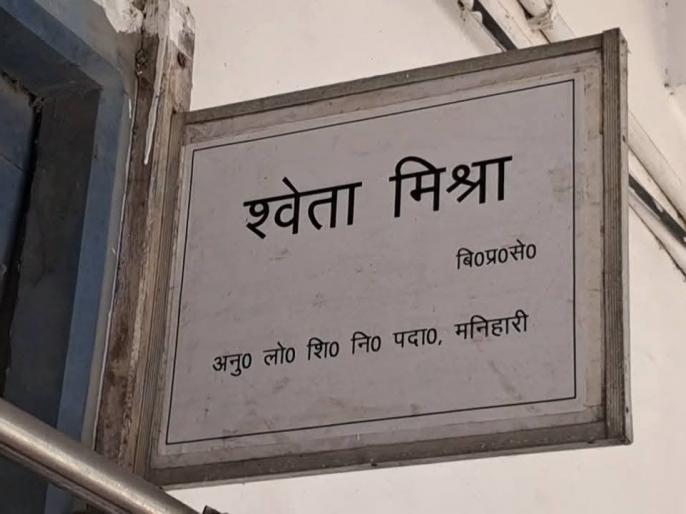 श्वेता मिश्रा
बि0प्र0से0
अनु0 लो0 शि0 नि0 पदा0, मनिहारी